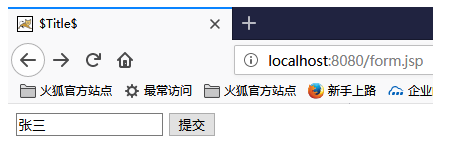 $Title$
localhost:8080/form.jsp
火狐官方站点 最常访问 火狐官方站点 新手上路 企业
张三 提交